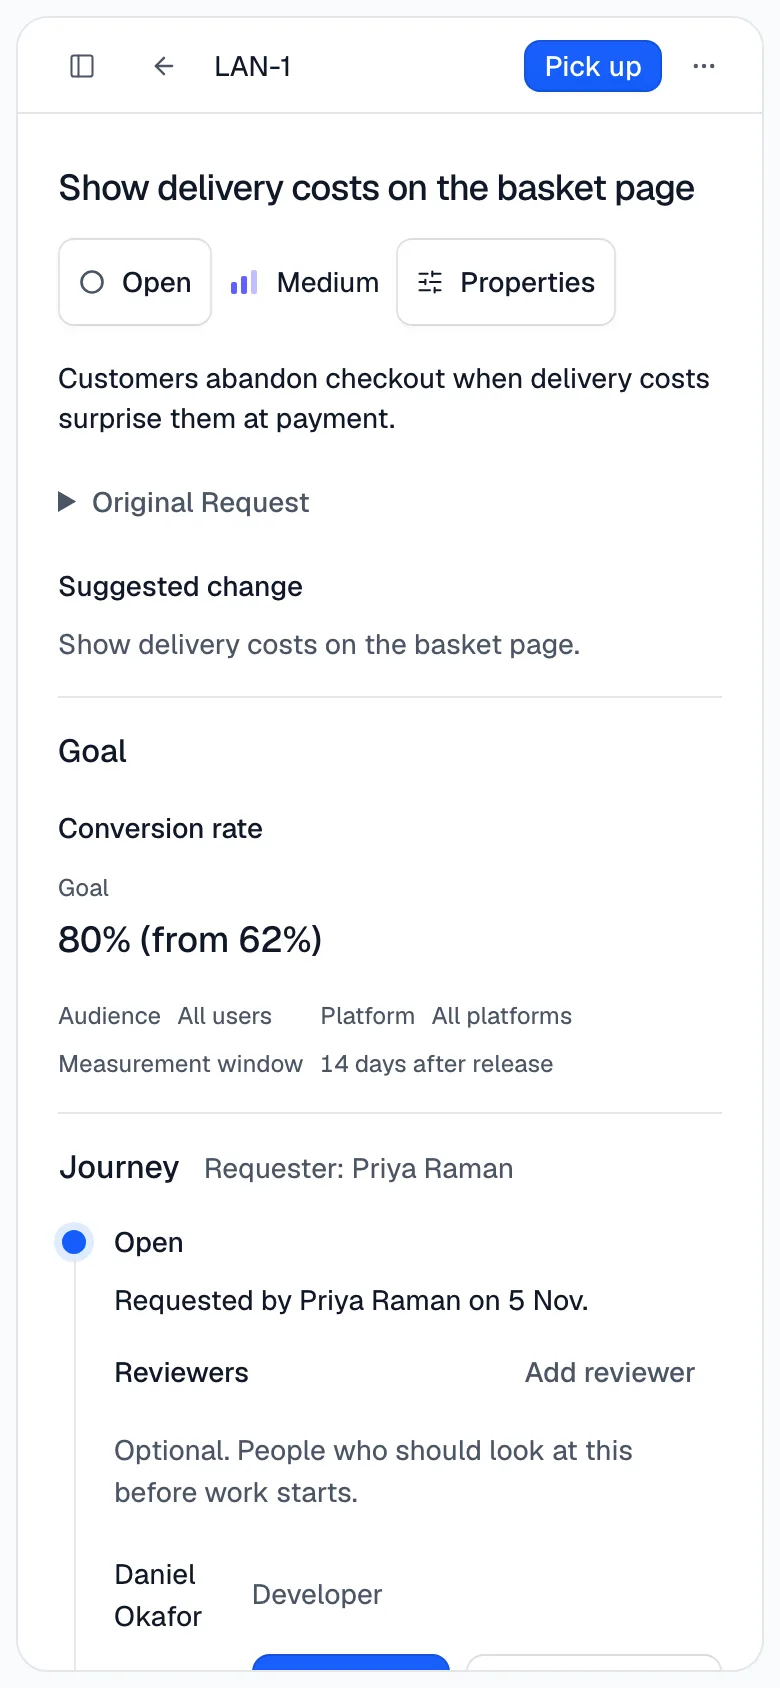 LAN-1
Pick up
Show delivery costs on the basket page
Open
Medium
Properties
Customers abandon checkout when delivery costs
surprise them at payment.
Original Request
Suggested change
Show delivery costs on the basket page.
Goal
Conversion rate
Goal
80% (from 62%)
Audience All users Platform All platforms
Measurement window 14 days after release
Journey Requester: Priya Raman
Open
Requested by Priya Raman on 5 Nov.
Reviewers
Add reviewer
Optional. People who should look at this
before work starts.
Daniel
Okafor
Developer